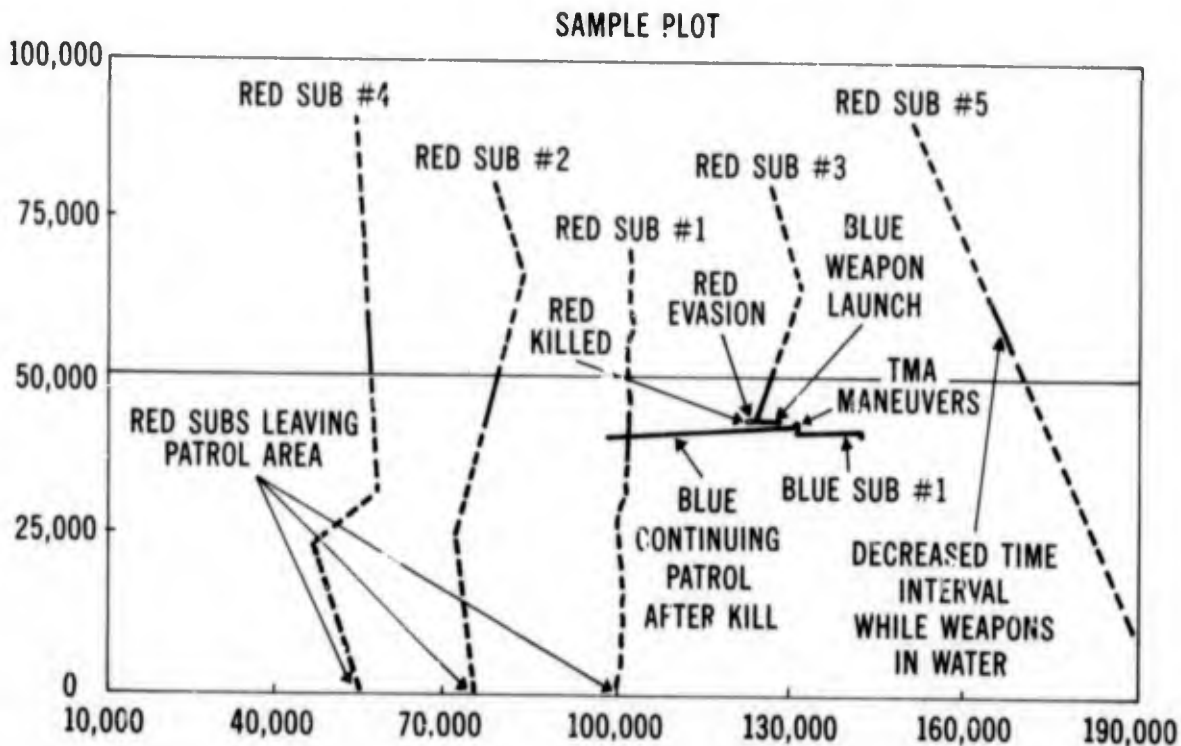 SAMPLE PLOT
100,000
75,000
50,000
25,000
0
10,000
40,000
70,000
100,000
130,000
160,000
190,000
RED SUB #4
RED SUB #2
RED SUB #1
RED SUB #3
RED SUB #5
RED
KILLED
RED
EVASION
BLUE
WEAPON
LAUNCH
TMA
MANEUVERS
RED SUBS LEAVING
PATROL AREA
BLUE
CONTINUING
PATROL
AFTER KILL
BLUE SUB #1
DECREASED TIME
INTERVAL
WHILE WEAPONS
IN WATER